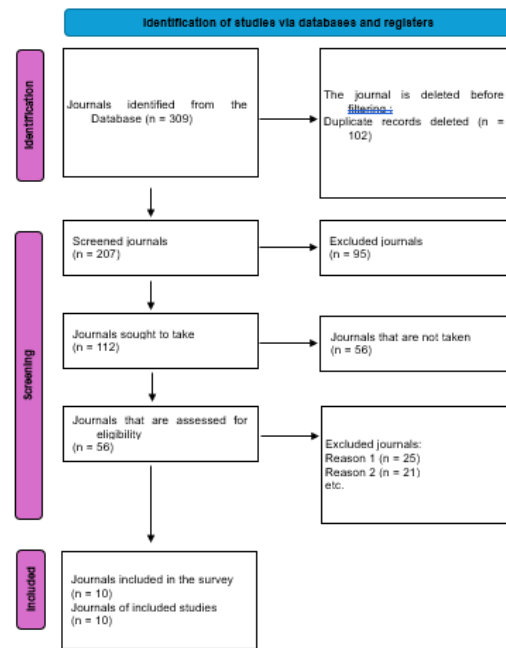 Identification of studies via databases and registers
Identification
Journals identified from the
Database (n = 309)
The journal is deleted before
filtering :
Duplicate records deleted (n =
102)
Screening
Screened journals
(n = 207)
Excluded journals
(n = 95)
Journals sought to take
(n = 112)
Journals that are not taken
(n = 56)
Journals that are assessed for
eligibility
(n = 56)
Excluded journals:
Reason 1 (n = 25)
Reason 2 (n = 21)
etc.
Included
Journals included in the survey
(n = 10)
Journals of included studies
(n = 10)